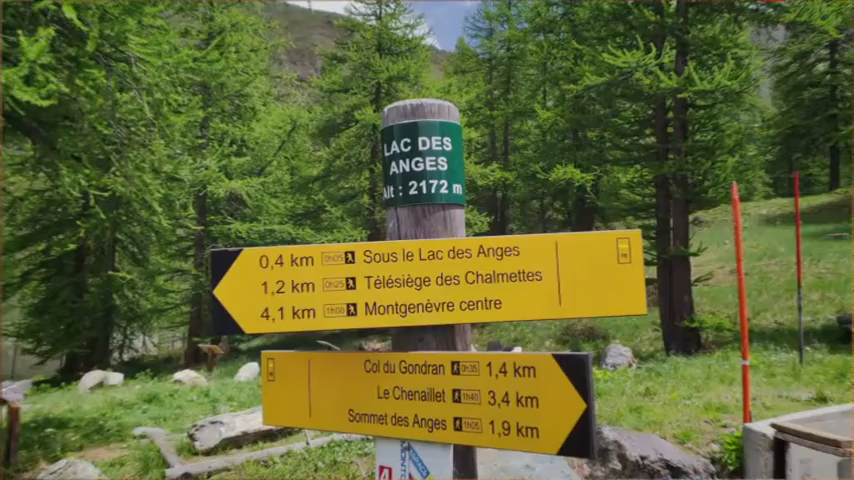 LAC DES
ANGES
Alt : 2172 m
0,4 km 0h05 Sous le Lac des Anges
1,2 km 0h25 Télésiège des Chalmettes
4,1 km 1h00 Montgenèvre centre
Col du Gondran 0h35 1,4 km
Le Chenaillet 1h40 3,4 km
Sommet des Anges 1h05 1,9 km